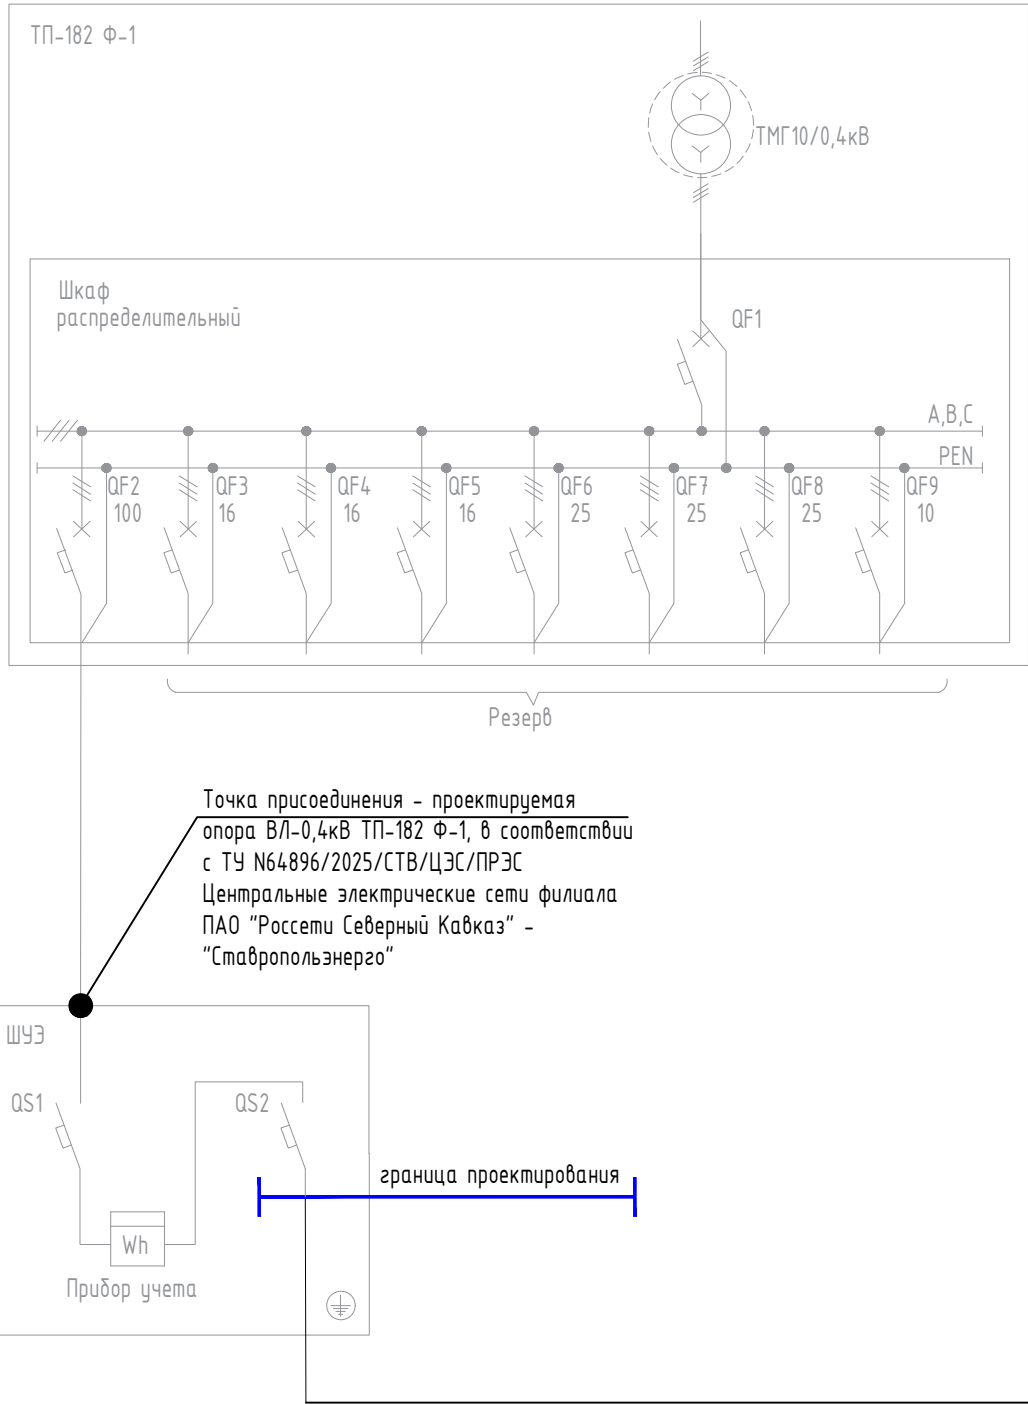 ТП-182 Ф-1
ТМГ10/0,4кВ
Шкаф
распределительный
QF1
A,B,C
PEN
QF2
100
QF3
16
QF4
16
QF5
16
QF6
25
QF7
25
QF8
25
QF9
10
Резерв
Точка присоединения - проектируемая
опора ВЛ-0,4кВ ТП-182 Ф-1, в соответствии
с ТУ N64896/2025/СТВ/ЦЭС/ПРЭС
Центральные электрические сети филиала
ПАО "Россети Северный Кавказ" -
"Ставропольэнерго"
ШУЭ
QS1
QS2
граница проектирования
Wh
Прибор учета